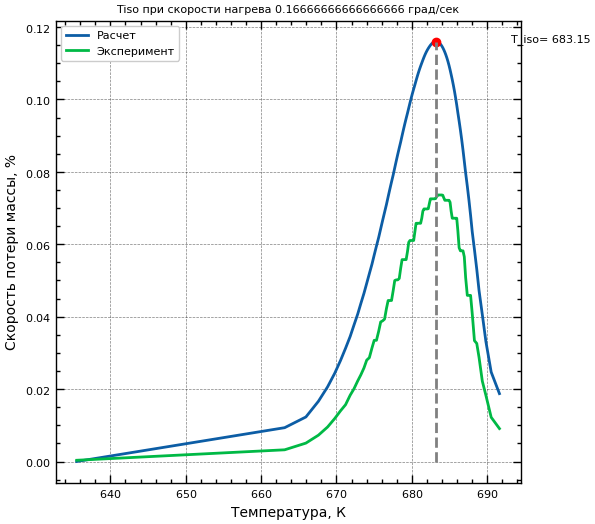 Tiso при скорости нагрева 0.16666666666666666 град/сек
Расчет
Эксперимент
T_iso= 683.15
Скорость потери массы, %
0.12
0.10
0.08
0.06
0.04
0.02
0.00
640 650 660 670 680 690
Температура, К